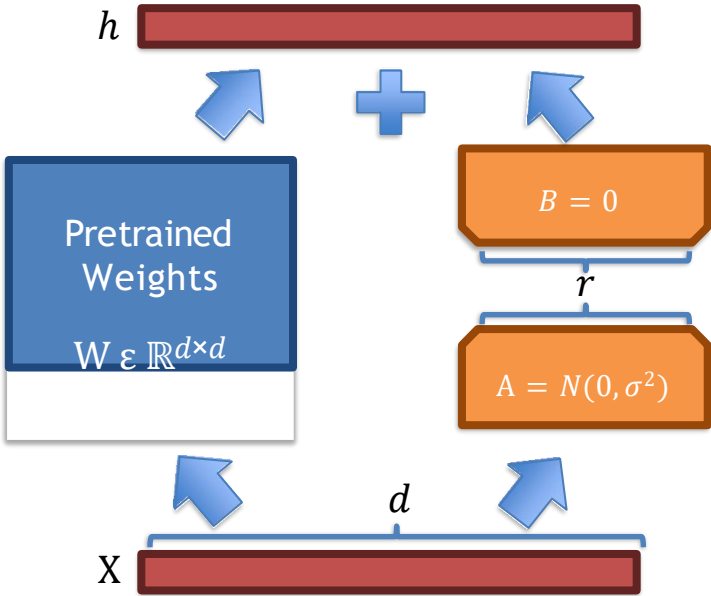 h
Pretrained
Weights
W ε ℝ^{d×d}
B = 0
r
A = N(0, σ²)
d
X